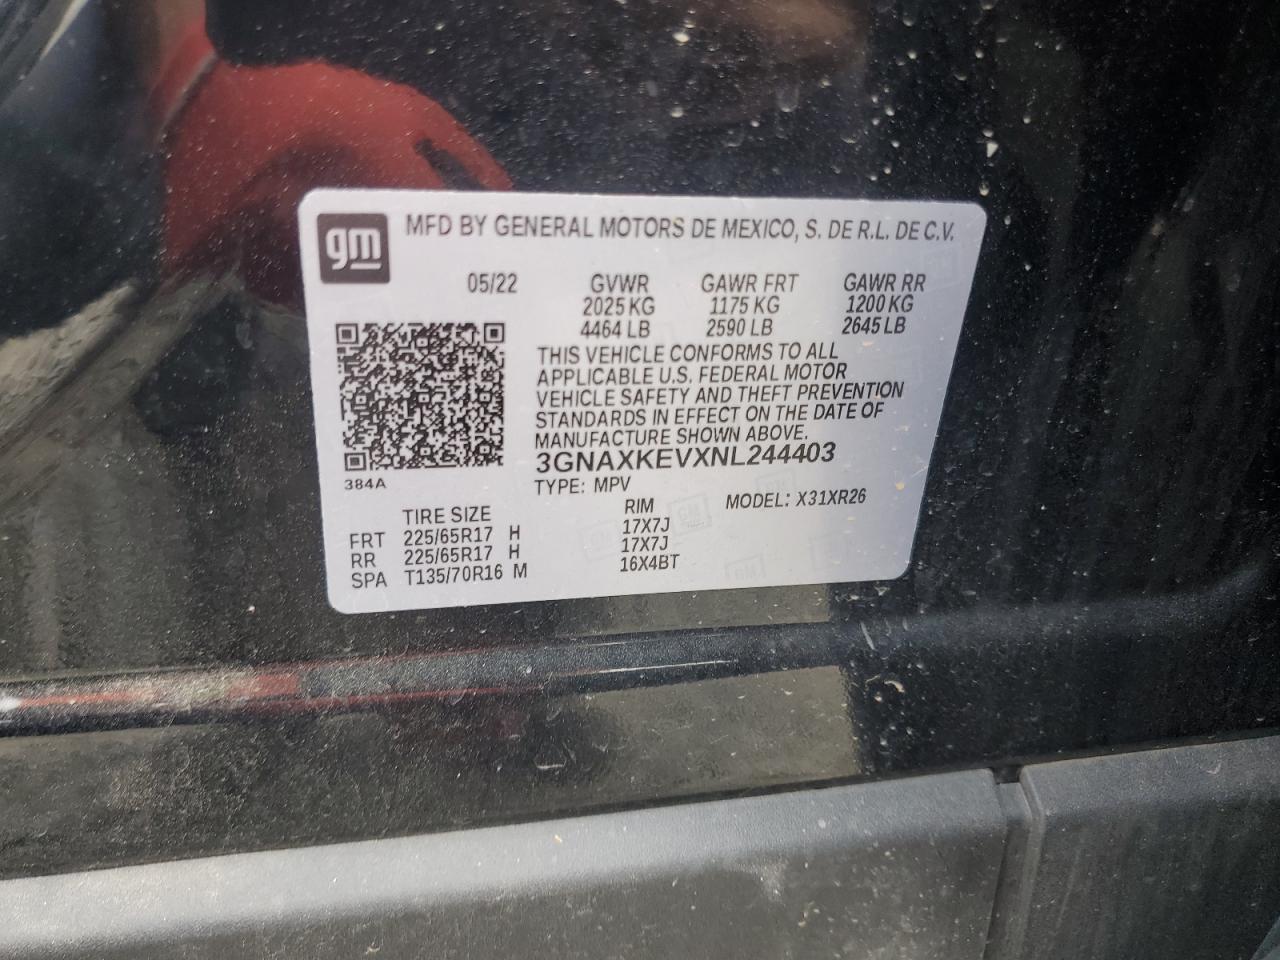 gm MFD BY GENERAL MOTORS DE MEXICO, S. DE R.L. DE C.V.
05/22 GVWR GAWR FRT GAWR RR
2025 KG 1175 KG 1200 KG
4464 LB 2590 LB 2645 LB
THIS VEHICLE CONFORMS TO ALL
APPLICABLE U.S. FEDERAL MOTOR
VEHICLE SAFETY AND THEFT PREVENTION
STANDARDS IN EFFECT ON THE DATE OF
MANUFACTURE SHOWN ABOVE.
3GNAXKEVXNL244403
384A
TYPE: MPV
MODEL: X31XR26
TIRE SIZE RIM
FRT 225/65R17 H 17X7J
RR 225/65R17 H 17X7J
SPA T135/70R16 M 16X4BT